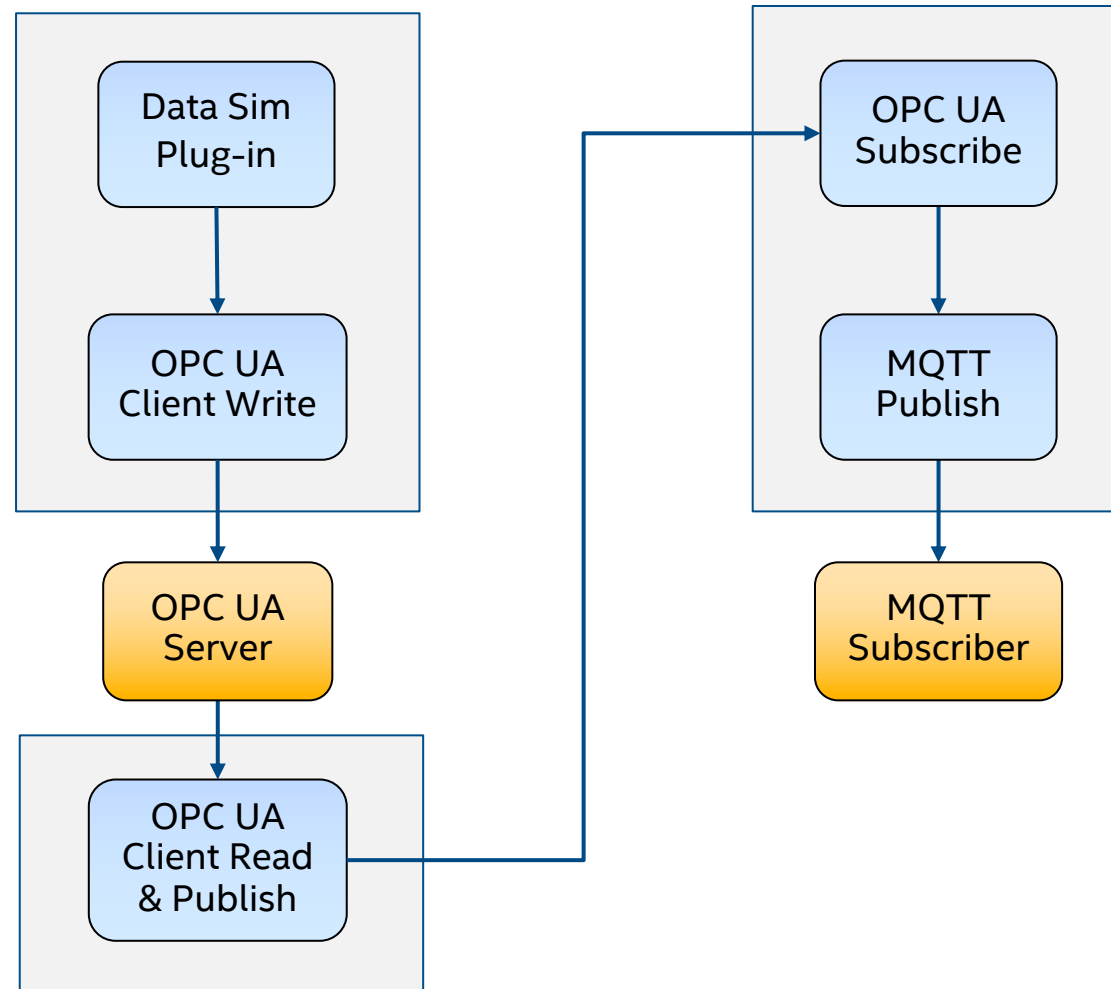 Data Sim
Plug-in
OPC UA
Client Write
OPC UA
Server
OPC UA
Client Read
& Publish
OPC UA
Subscribe
MQTT
Publish
MQTT
Subscriber